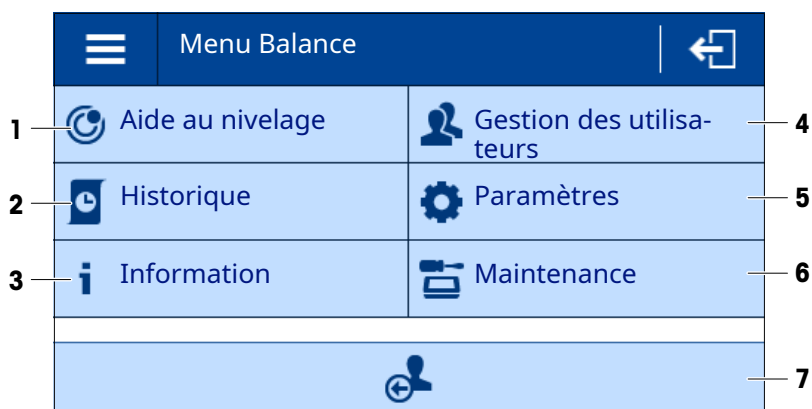 Menu Balance
1 Aide au nivelage
Gestion des utilisa-
teurs 4
2 Historique
Paramètres 5
3 Information
Maintenance 6
7